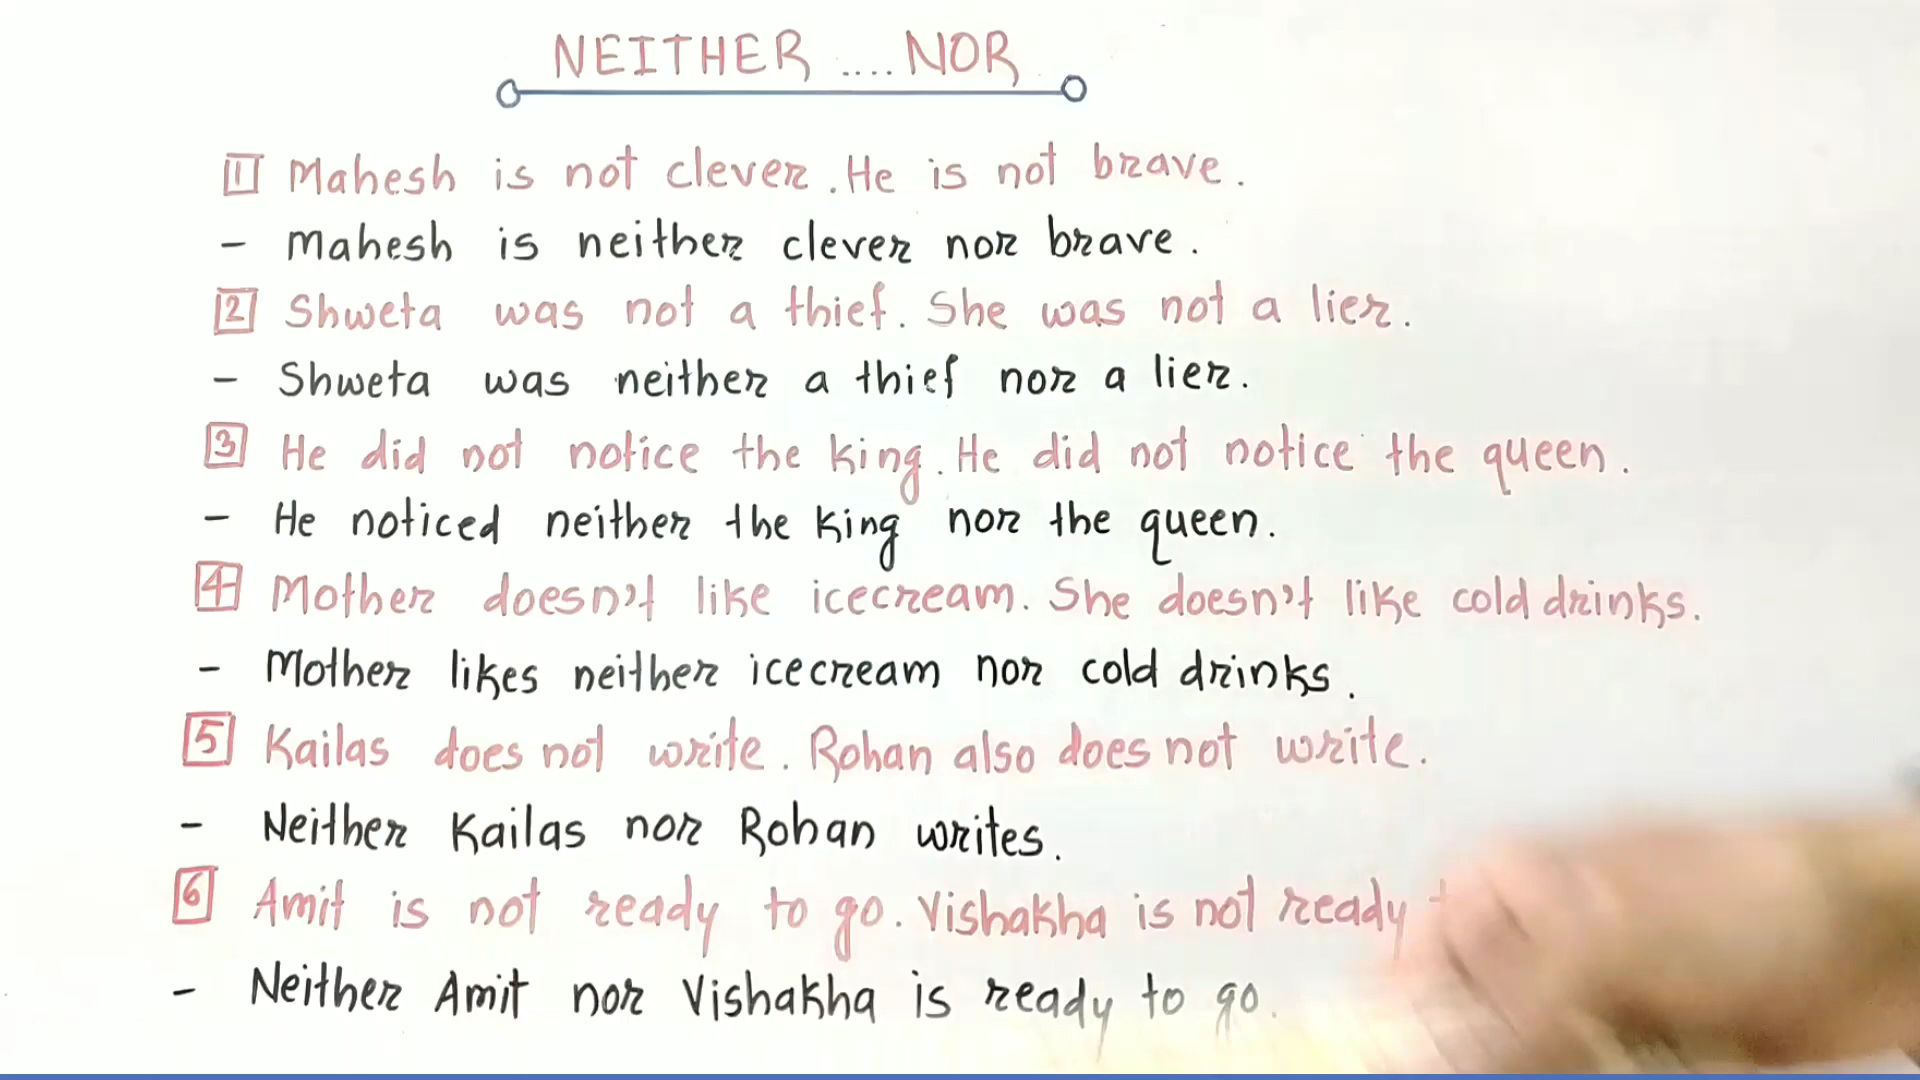 NEITHER .... NOR
1 Mahesh is not clever. He is not brave.
- Mahesh is neither clever nor brave.
2 Shweta was not a thief. She was not a lier.
- Shweta was neither a thief nor a lier.
3 He did not notice the king. He did not notice the queen.
- He noticed neither the king nor the queen.
4 Mother doesn't like icecream. She doesn't like cold drinks.
- Mother likes neither icecream nor cold drinks.
5 Kailas does not write. Rohan also does not write.
- Neither Kailas nor Rohan writes.
6 Amit is not ready to go. Vishakha is not ready
- Neither Amit nor Vishakha is ready to go.